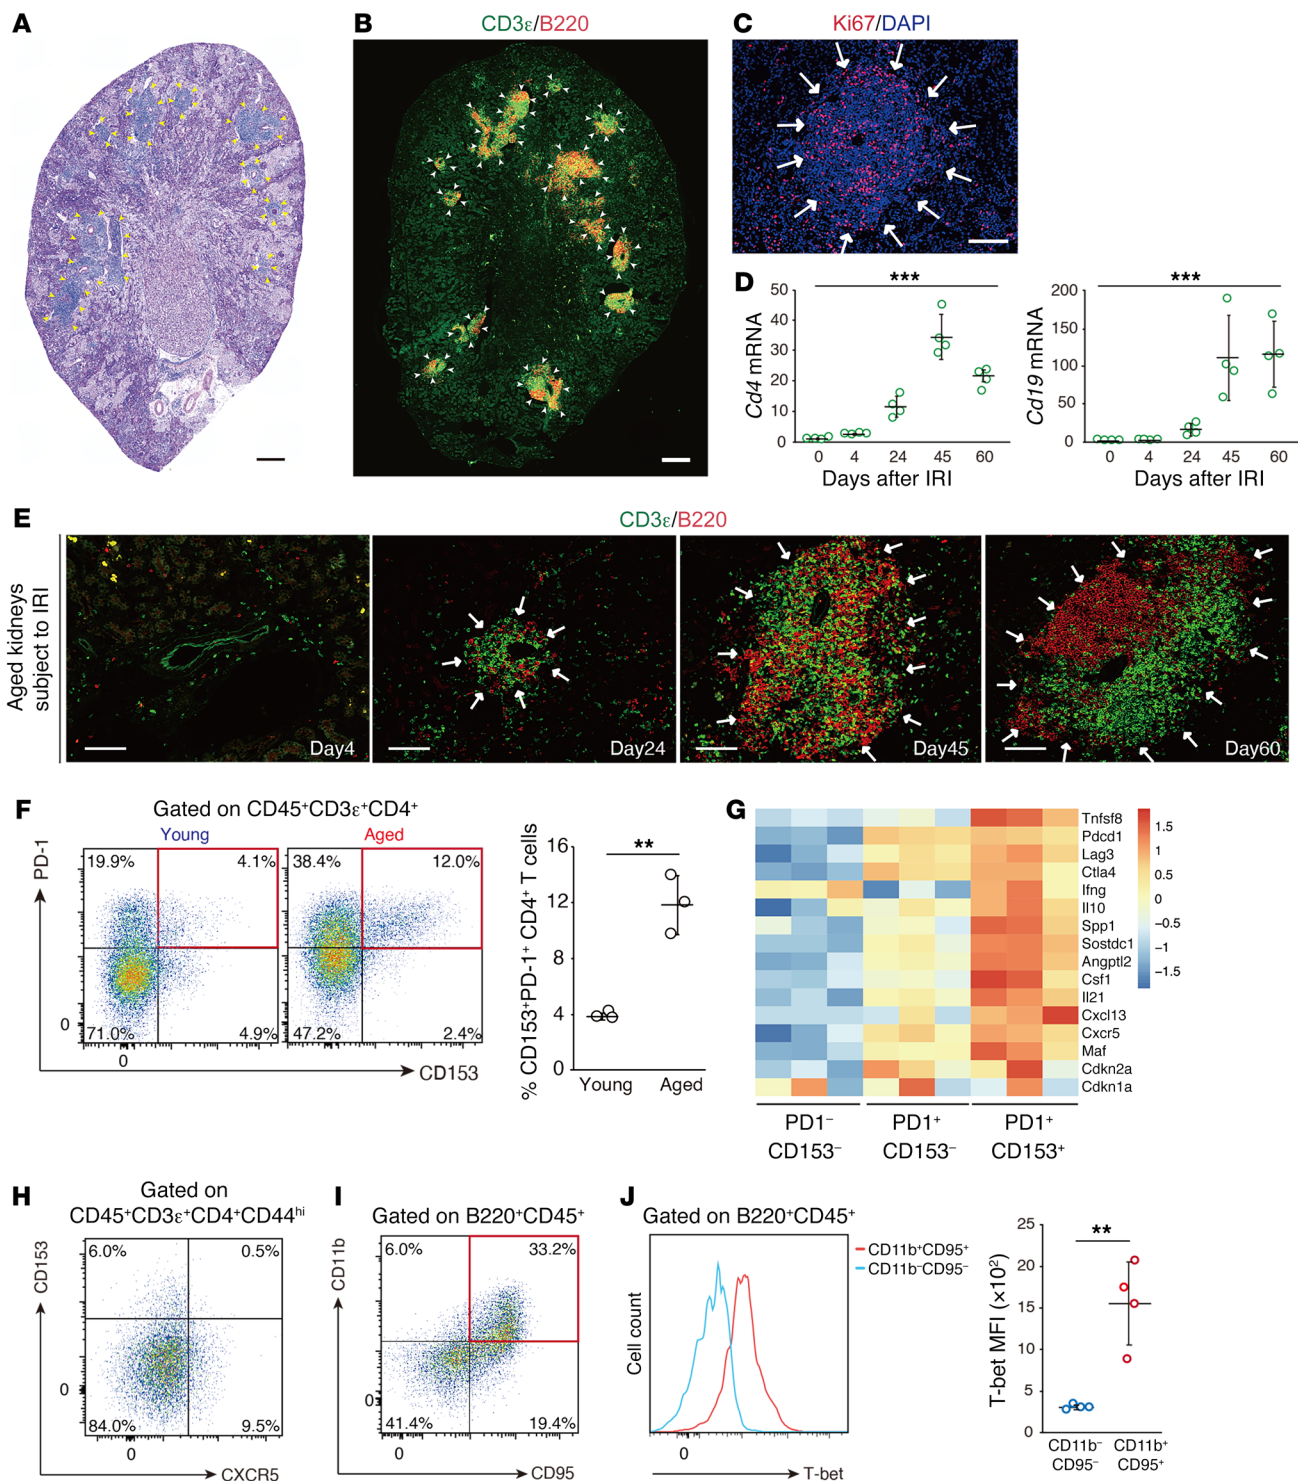 A
B
CD3ε/B220
C
Ki67/DAPI
D
***
50
40
30
20
10
0
Cd4 mRNA
0 4 24 45 60
Days after IRI
***
200
150
100
50
0
Cd19 mRNA
0 4 24 45 60
Days after IRI
E
CD3ε/B220
Aged kidneys
subject to IRI
Day4
Day24
Day45
Day60
F
Gated on CD45⁺CD3ε⁺CD4⁺
Young
Aged
PD-1
19.9% 4.1%
71.0% 4.9%
38.4% 12.0%
47.2% 2.4%
0
0
CD153
% CD153⁺PD-1⁺ CD4⁺ T cells
16
12
8
4
0
**
Young Aged
G
Tnfsf8
Pdcd1
Lag3
Ctla4
Ifng
Il10
Spp1
Sostdc1
Angptl2
Csf1
Il21
Cxcl13
Cxcr5
Maf
Cdkn2a
Cdkn1a
1.5
1
0.5
0
−0.5
−1
−1.5
PD1⁻
CD153⁻
PD1⁺
CD153⁻
PD1⁺
CD153⁺
H
Gated on
CD45⁺CD3ε⁺CD4⁺CD44ʰⁱ
CD153
6.0% 0.5%
84.0% 9.5%
0
0
CXCR5
I
Gated on B220⁺CD45⁺
CD11b
6.0% 33.2%
41.4% 19.4%
0
0
CD95
J
Gated on B220⁺CD45⁺
CD11b⁺CD95⁺
CD11b⁻CD95⁻
Cell count
0
T-bet
T-bet MFI (×10²)
25
20
15
10
5
0
**
CD11b⁻
CD95⁻
CD11b⁺
CD95⁺